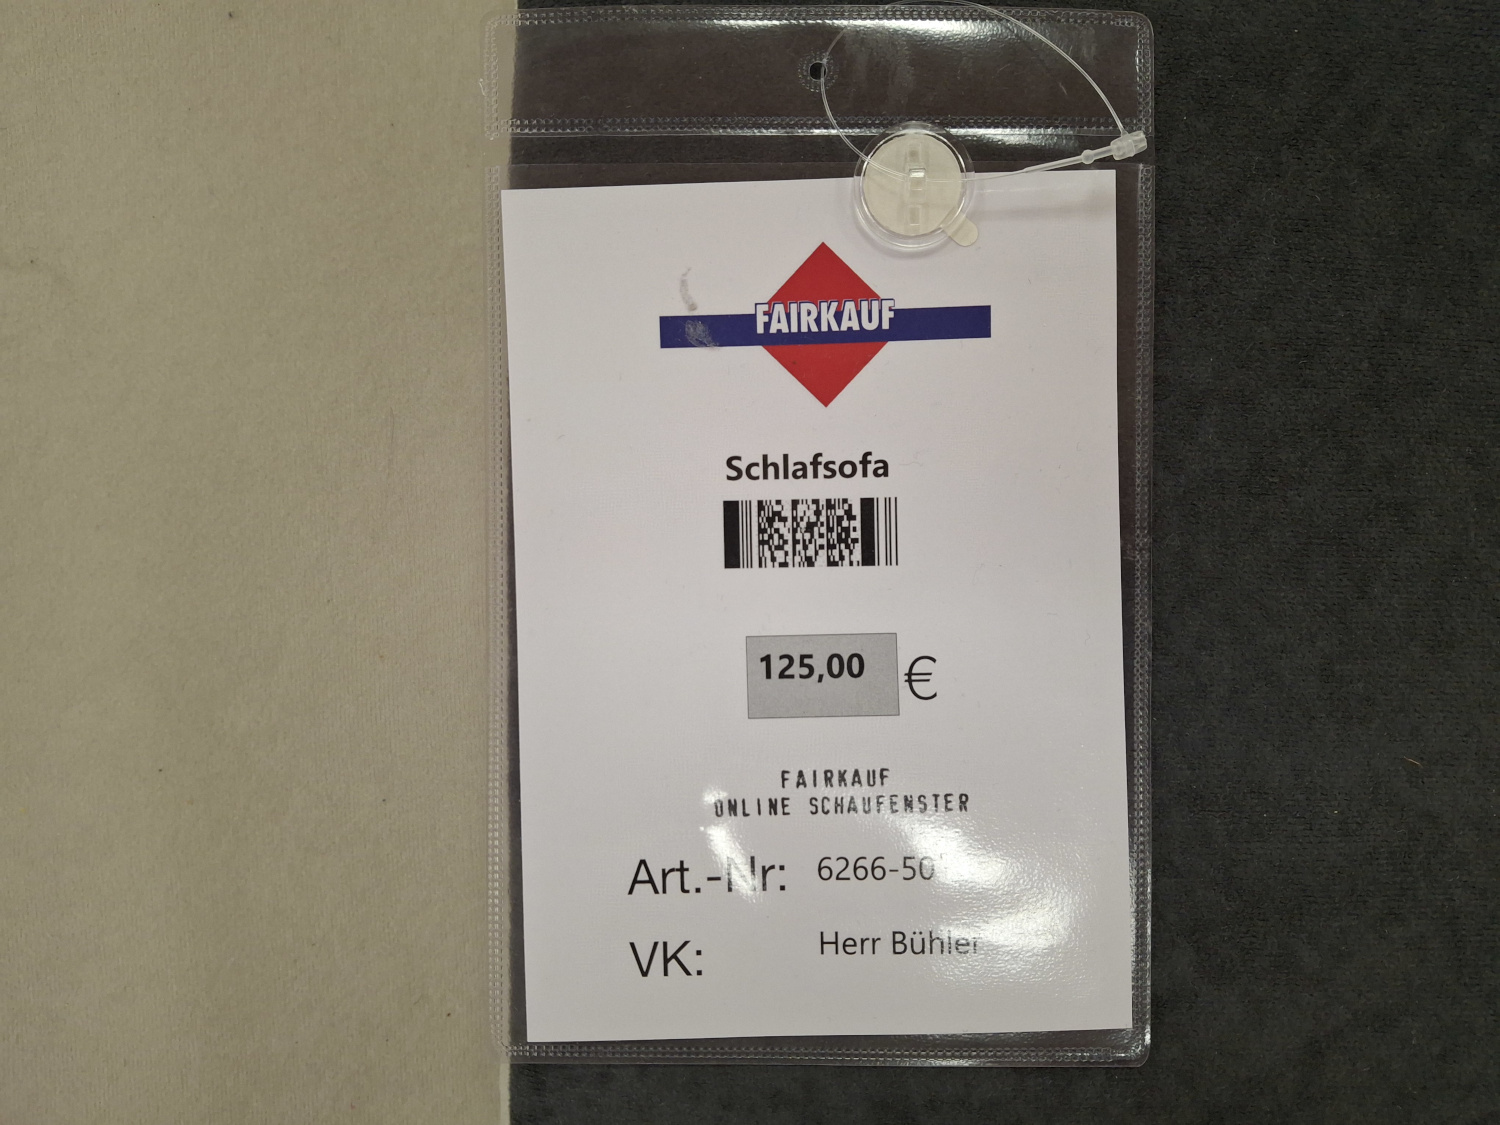 FAIRKAUF
Schlafsofa
125,00 €
FAIRKAUF
ONLINE SCHAUFENSTER
Art.-Nr:
VK: Herr Bühler